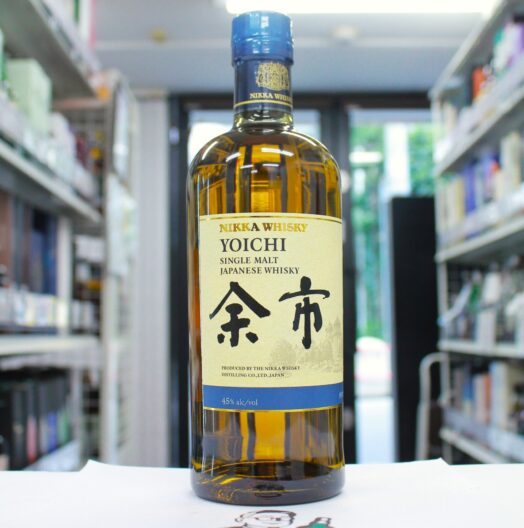 NIKKA WHISKY
NIKKA WHISKY
YOICHI
SINGLE MALT
JAPANESE WHISKY
余市
PRODUCED BY THE NIKKA WHISKY
DISTILLING CO.,LTD.,JAPAN
45% alc/vol